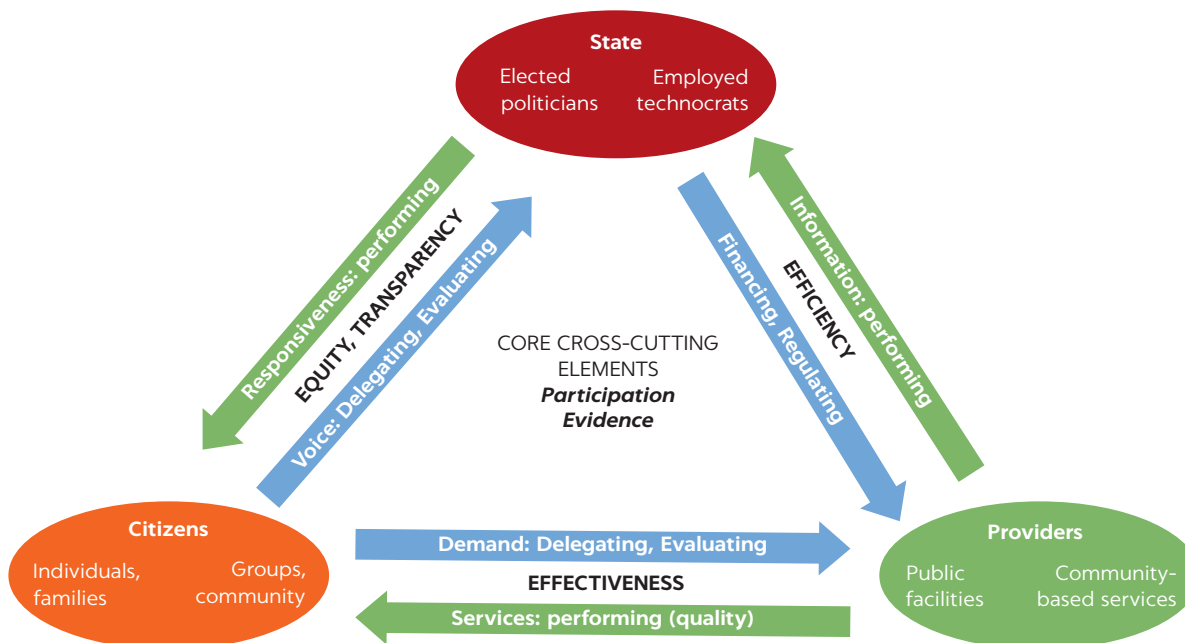 State
Elected
politicians
Employed
technocrats
Responsiveness: performing
EQUITY, TRANSPARENCY
Voice: Delegating, Evaluating
Financing, Regulating
EFFICIENCY
Information: performing
CORE CROSS-CUTTING
ELEMENTS
Participation
Evidence
Citizens
Individuals,
families
Groups,
community
Demand: Delegating, Evaluating
EFFECTIVENESS
Services: performing (quality)
Providers
Public
facilities
Community-
based services